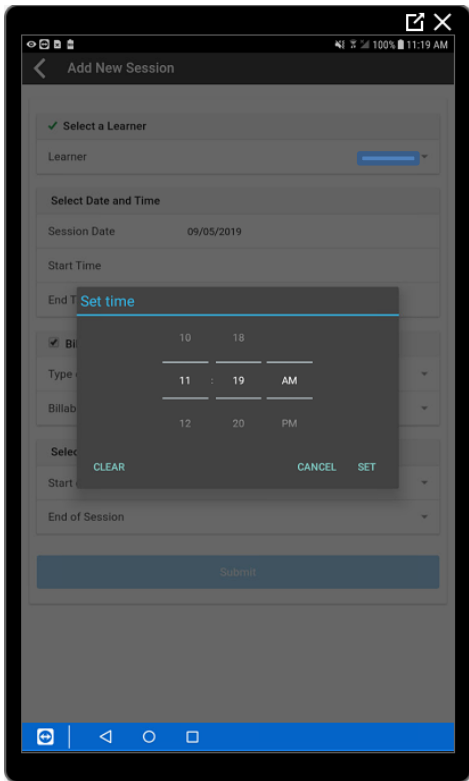 100% 11:19 AM
Add New Session
Select a Learner
Learner
Select Date and Time
Session Date 09/05/2019
Start Time
End T
Set time
10 18
11 : 19 AM
12 20 PM
CLEAR CANCEL SET
Bi
Type
Billab
Selec
Start
End of Session
Submit